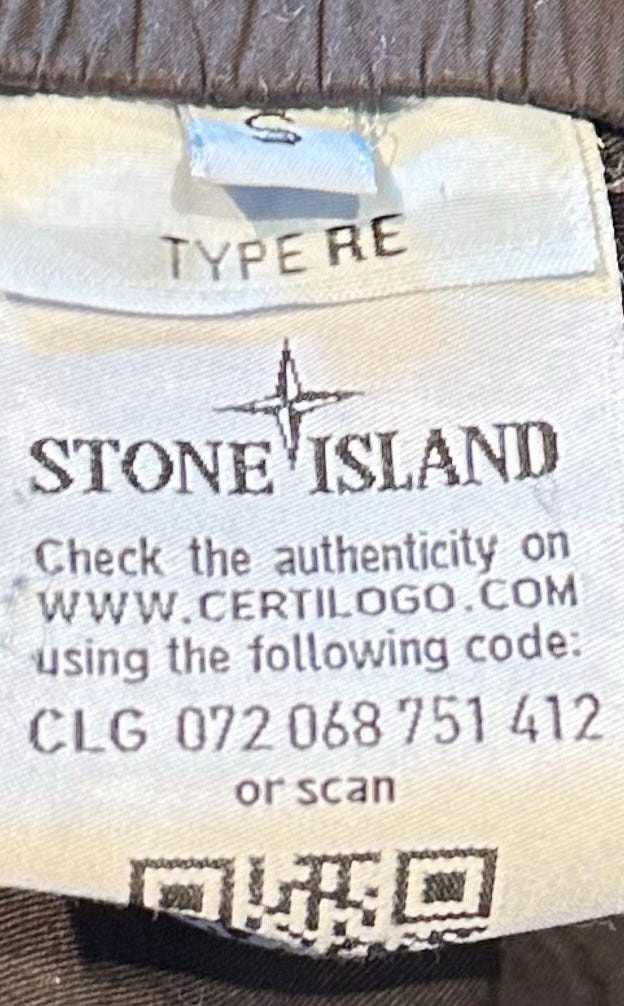 S
TYPE RE
STONE ISLAND
Check the authenticity on
WWW.CERTILOGO.COM
using the following code:
CLG 072 068 751 412
or scan